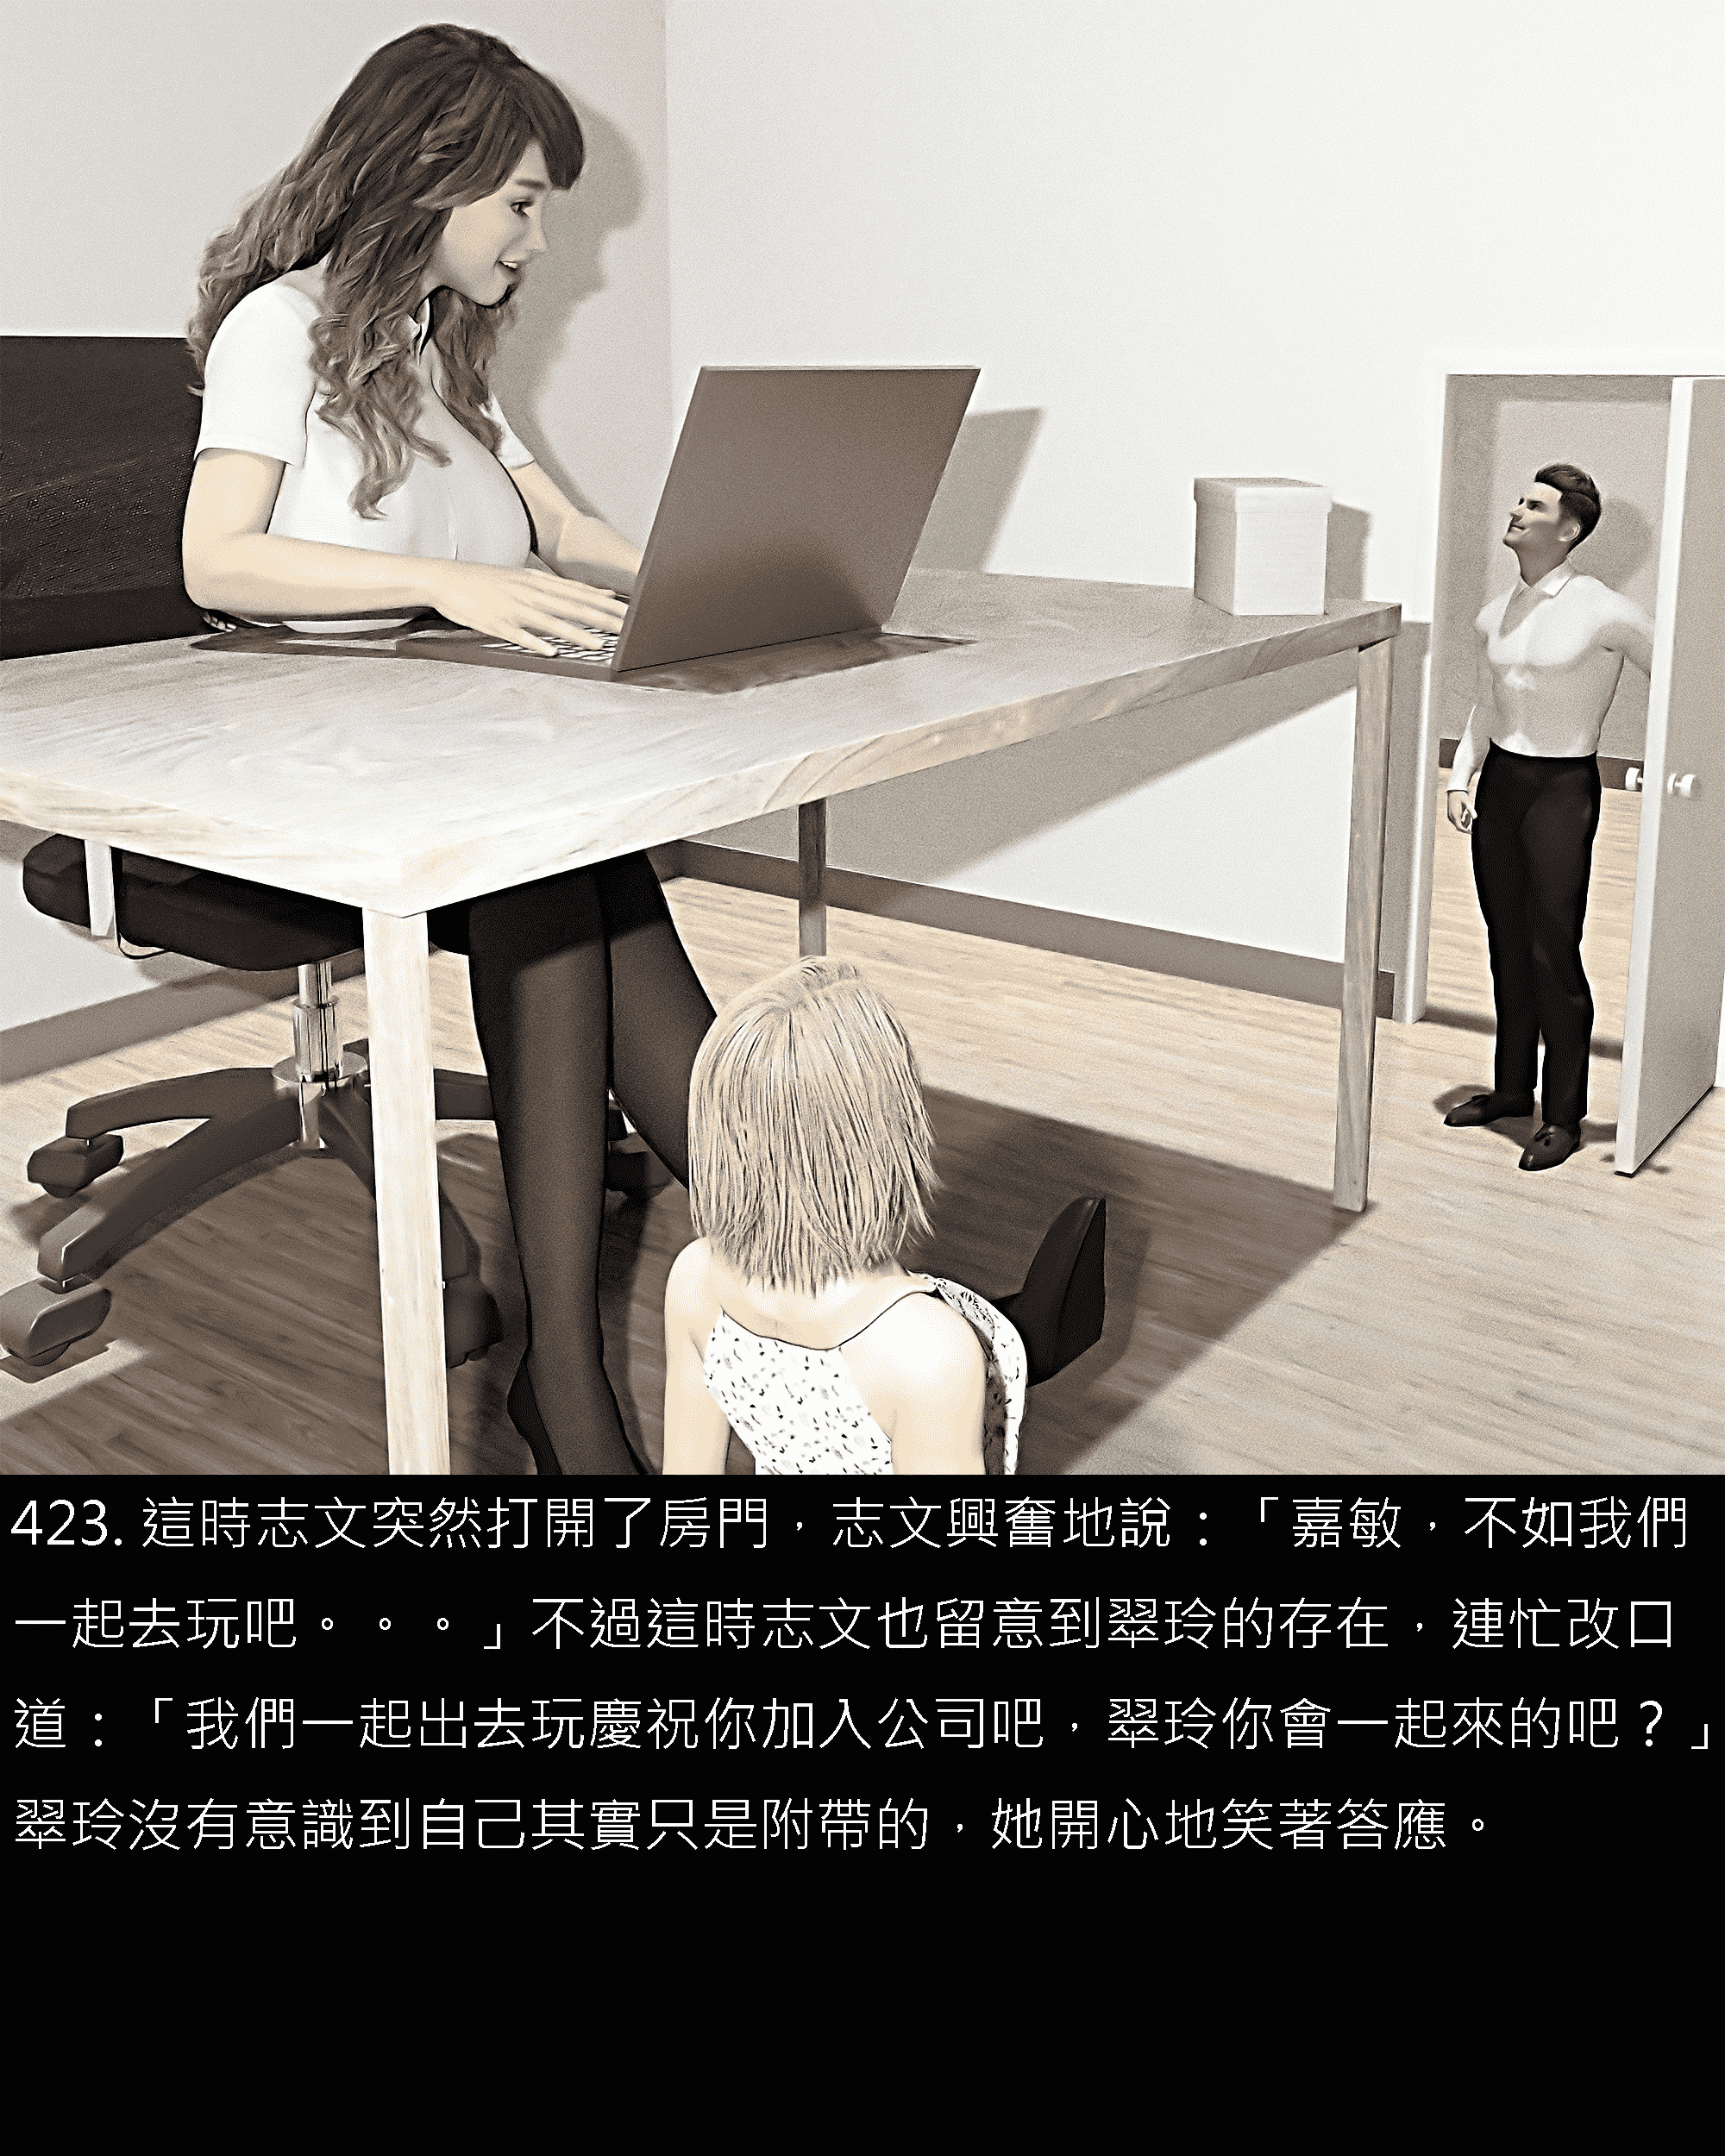 423. 這時志文突然打開了房門，志文興奮地說：「嘉敏，不如我們
一起去玩吧。。。」不過這時志文也留意到翠玲的存在，連忙改口
道：「我們一起出去玩慶祝你加入公司吧，翠玲你會一起來的吧？」
翠玲沒有意識到自己其實只是附帶的，她開心地笑著答應。